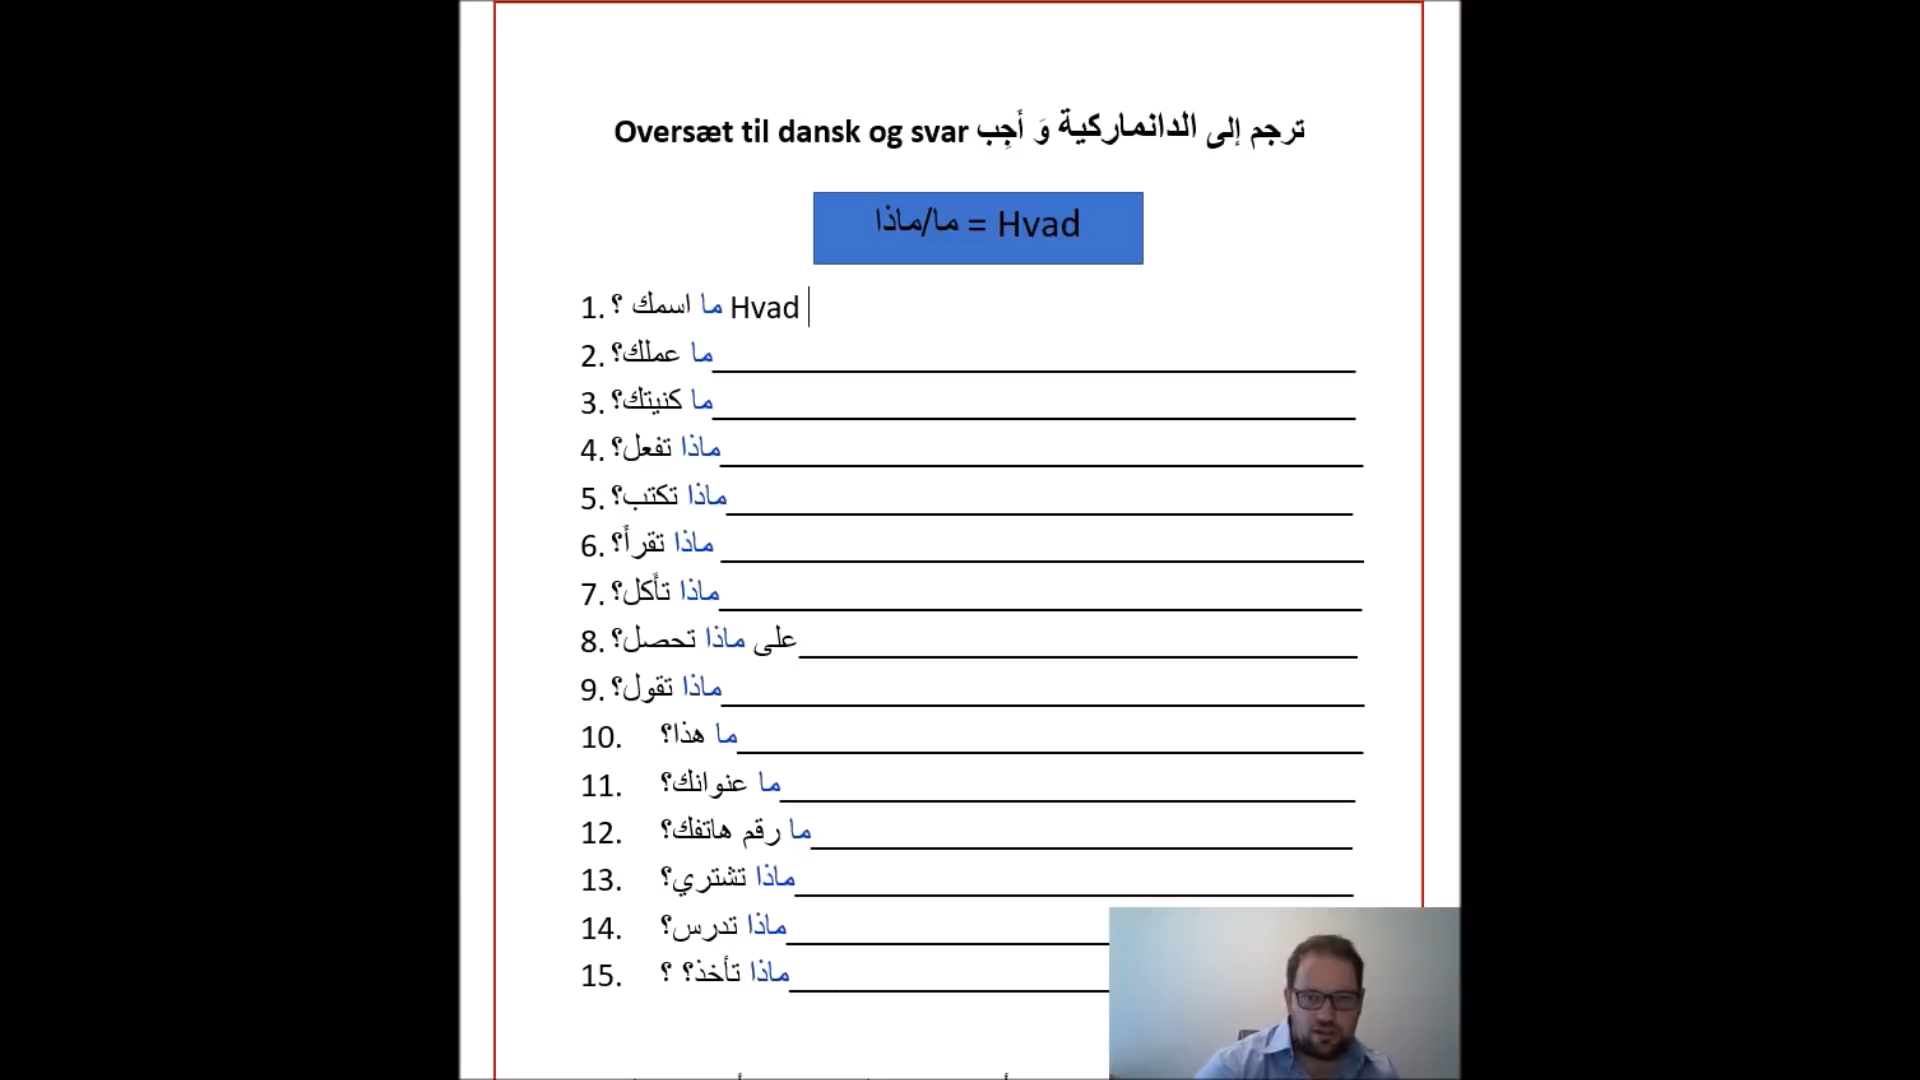 Oversæt til dansk og svar ترجم إلى الدانماركية وَ أَجِب
ما/ماذا = Hvad
1. ما اسمك ؟ Hvad
2. ما عملك؟
3. ما كنيتك؟
4. ماذا تفعل؟
5. ماذا تكتب؟
6. ماذا تقرأ؟
7. ماذا تأكل؟
8. على ماذا تحصل؟
9. ماذا تقول؟
10. ما هذا؟
11. ما عنوانك؟
12. ما رقم هاتفك؟
13. ماذا تشتري؟
14. ماذا تدرس؟
15. ماذا تأخذ؟ ؟